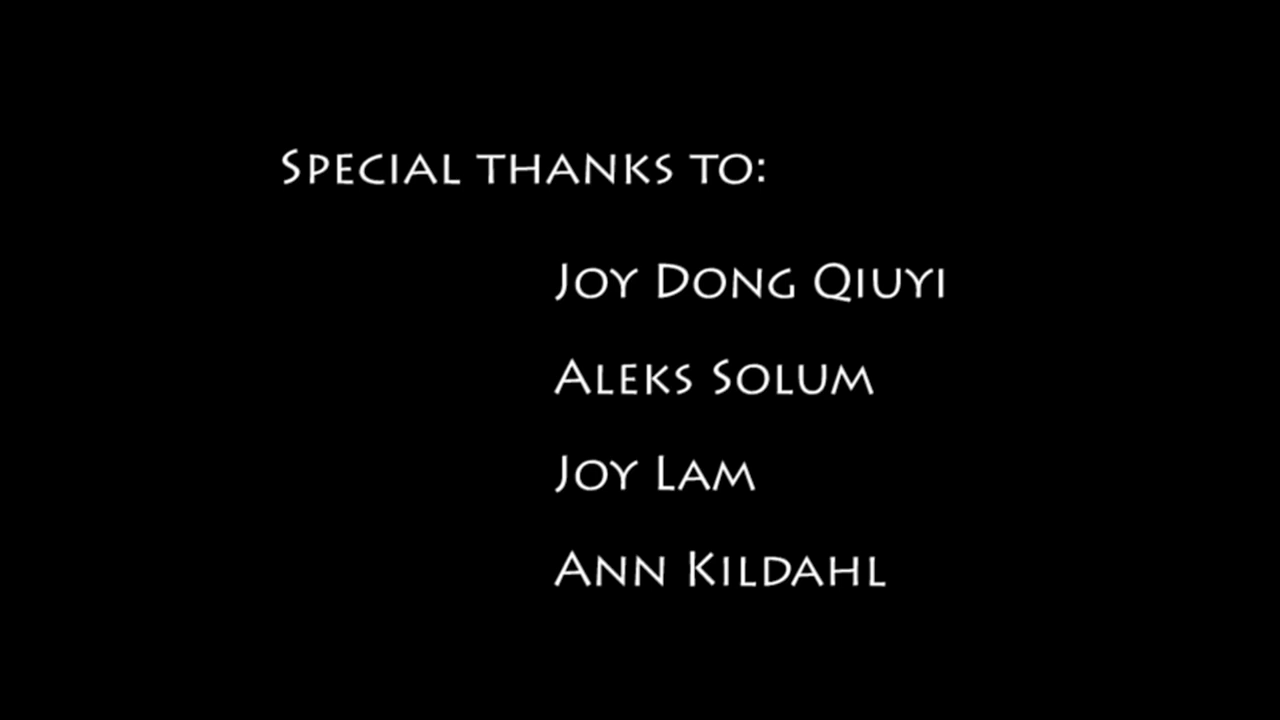 Special thanks to:
Joy Dong Qiuyi
Aleks Solum
Joy Lam
Ann Kildahl